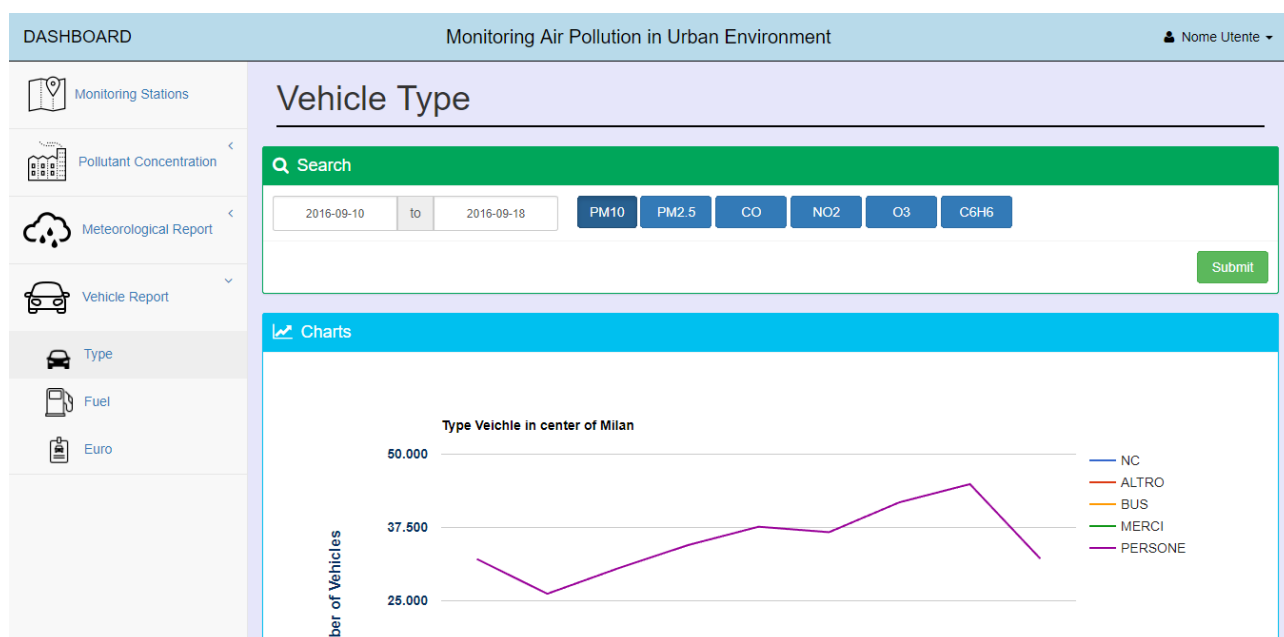 DASHBOARD
Monitoring Air Pollution in Urban Environment
Nome Utente
Monitoring Stations
Pollutant Concentration
Meteorological Report
Vehicle Report
Type
Fuel
Euro
Vehicle Type
Search
2016-09-10 to 2016-09-18 PM10 PM2.5 CO NO2 O3 C6H6
Submit
Charts
Type Veichle in center of Milan
50.000
37.500
25.000
ber of Vehicles
NC
ALTRO
BUS
MERCI
PERSONE